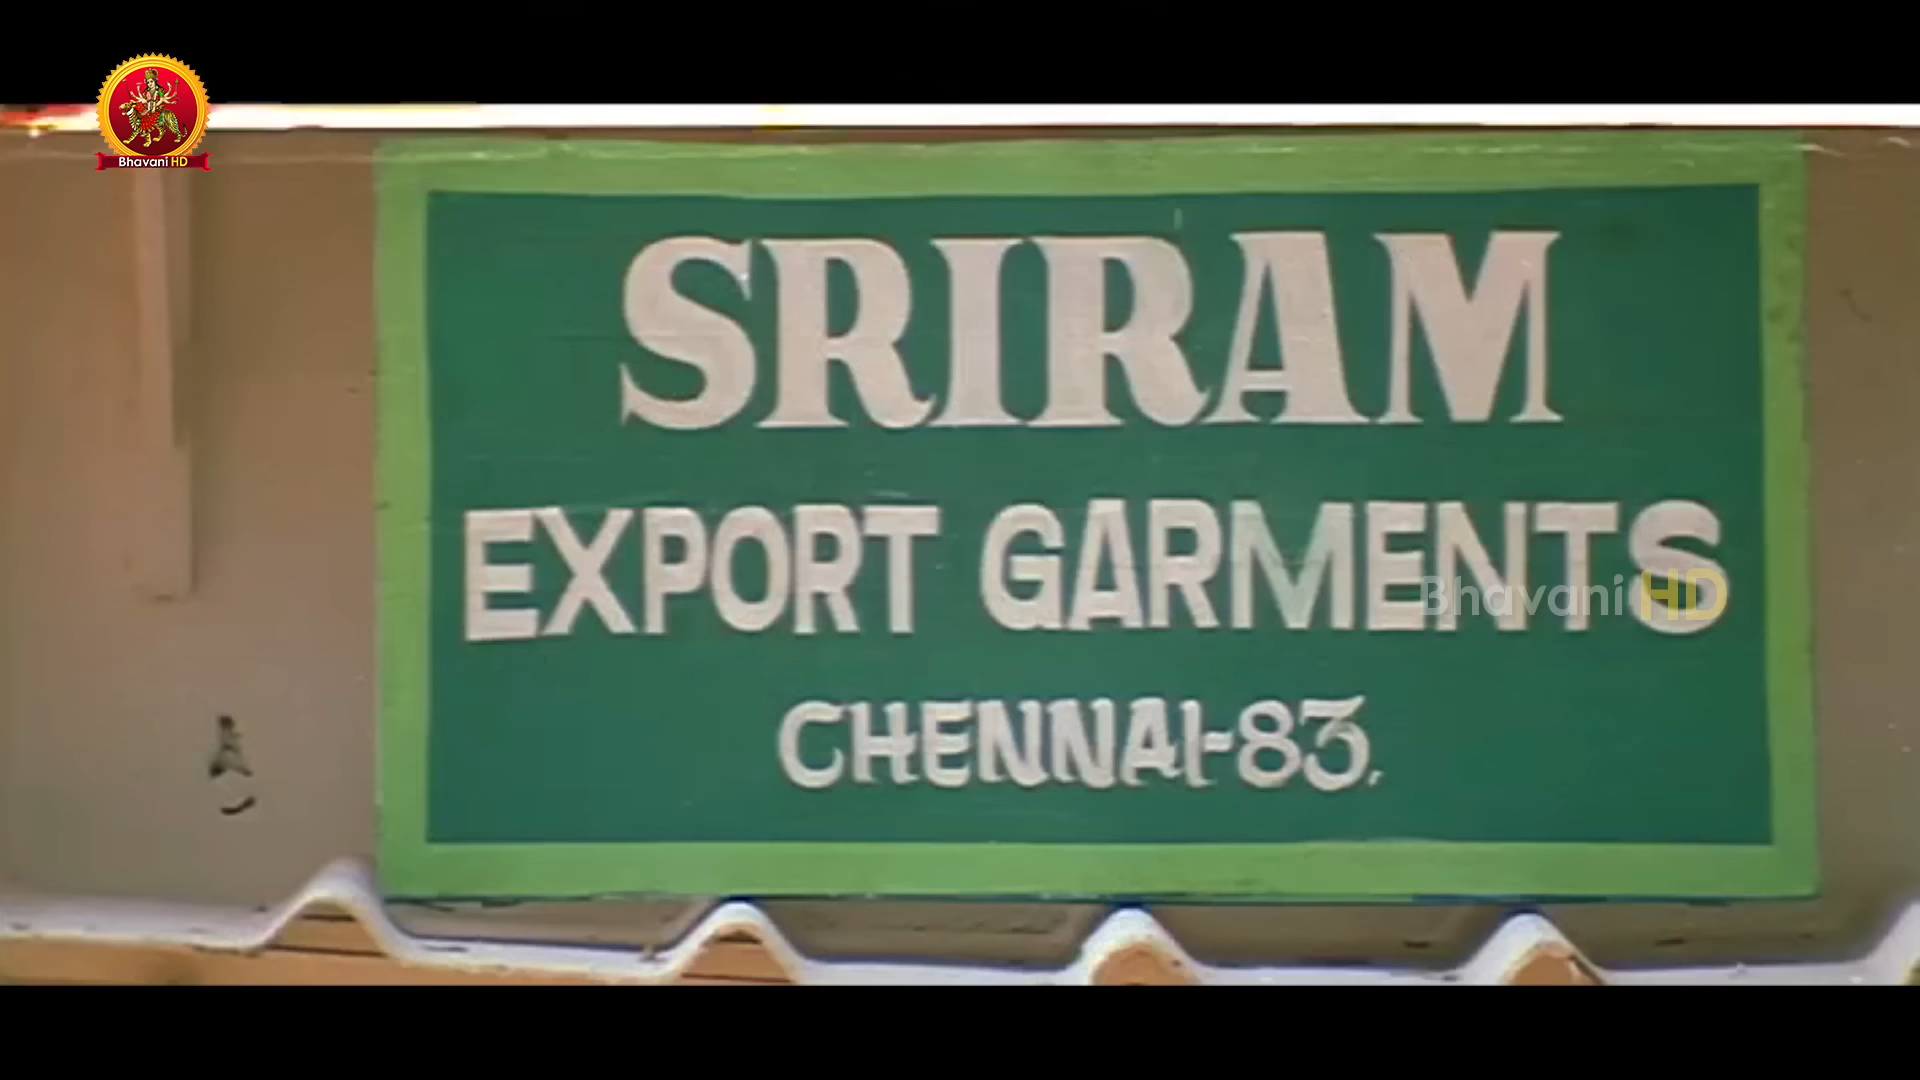 Bhavani HD
SRIRAM
EXPORT GARMENTS
Bhavani HD
CHENNAI-83.